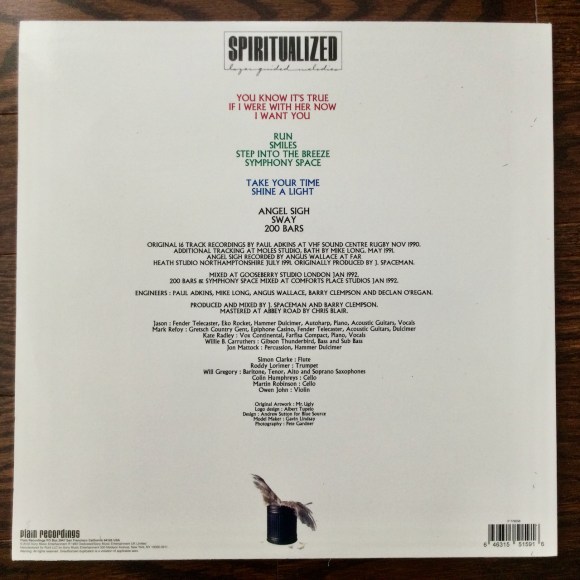 SPIRITUALIZED
lazer guided melodies
YOU KNOW IT'S TRUE
IF I WERE WITH HER NOW
I WANT YOU
RUN
SMILES
STEP INTO THE BREEZE
SYMPHONY SPACE
TAKE YOUR TIME
SHINE A LIGHT
ANGEL SIGH
SWAY
200 BARS
ORIGINAL 16 TRACK RECORDINGS BY PAUL ADKINS AT VHF SOUND CENTRE RUGBY NOV 1990.
ADDITIONAL TRACKING AT MOLES STUDIO, BATH BY MIKE LONG, MAY 1991.
ANGEL SIGH RECORDED BY ANGUS WALLACE AT FAR
HEATH STUDIO NORTHAMPTONSHIRE JULY 1991. ORIGINALLY PRODUCED BY J. SPACEMAN.
MIXED AT GOOSEBERRY STUDIO LONDON JAN 1992.
200 BARS & SYMPHONY SPACE MIXED AT COMFORTS PLACE STUDIOS JAN 1992.
ENGINEERS : PAUL ADKINS, MIKE LONG, ANGUS WALLACE, BARRY CLEMPSON AND DECLAN O'REGAN.
PRODUCED AND MIXED BY J. SPACEMAN AND BARRY CLEMPSON.
MASTERED AT ABBEY ROAD BY CHRIS BLAIR.
Jason : Fender Telecaster, Eko Rocket, Hammer Dulcimer, Autoharp, Piano, Acoustic Guitars, Vocals
Mark Refoy : Gretsch Country Gent, Epiphone Casino, Fender Telecaster, Acoustic Guitars, Dulcimer
Kate Radley : Vox Continental, Farfisa Compact, Piano, Vocals
Willie B. Carruthers : Gibson Thunderbird, Bass and Sub Bass
Jon Mattock : Percussion, Hammer Dulcimer
Simon Clarke : Flute
Roddy Lorimer : Trumpet
Will Gregory : Baritone, Tenor, Alto and Soprano Saxophones
Colin Humphreys : Cello
Martin Robinson : Cello
Owen John : Violin
Original Artwork : Mr. Ugly
Logo design : Albert Tupelo
Design : Andrew Sutton for Blue Source
Model Maker : Gavin Lindsay
Photography : Pete Gardner
plain recordings
6 46315 51591 6